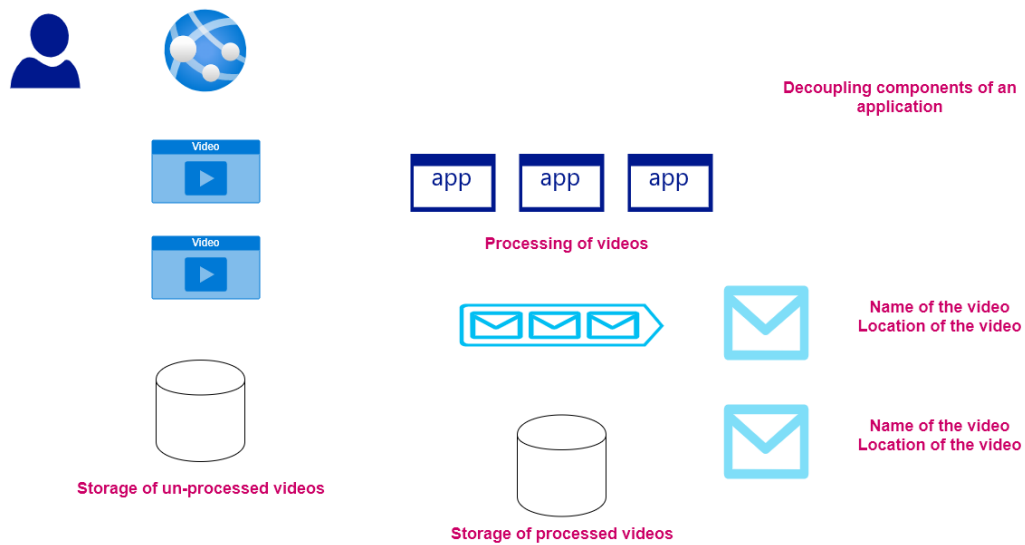 Decoupling components of an
application
Video
app app app
Processing of videos
Video
Name of the video
Location of the video
Name of the video
Location of the video
Storage of un-processed videos
Storage of processed videos